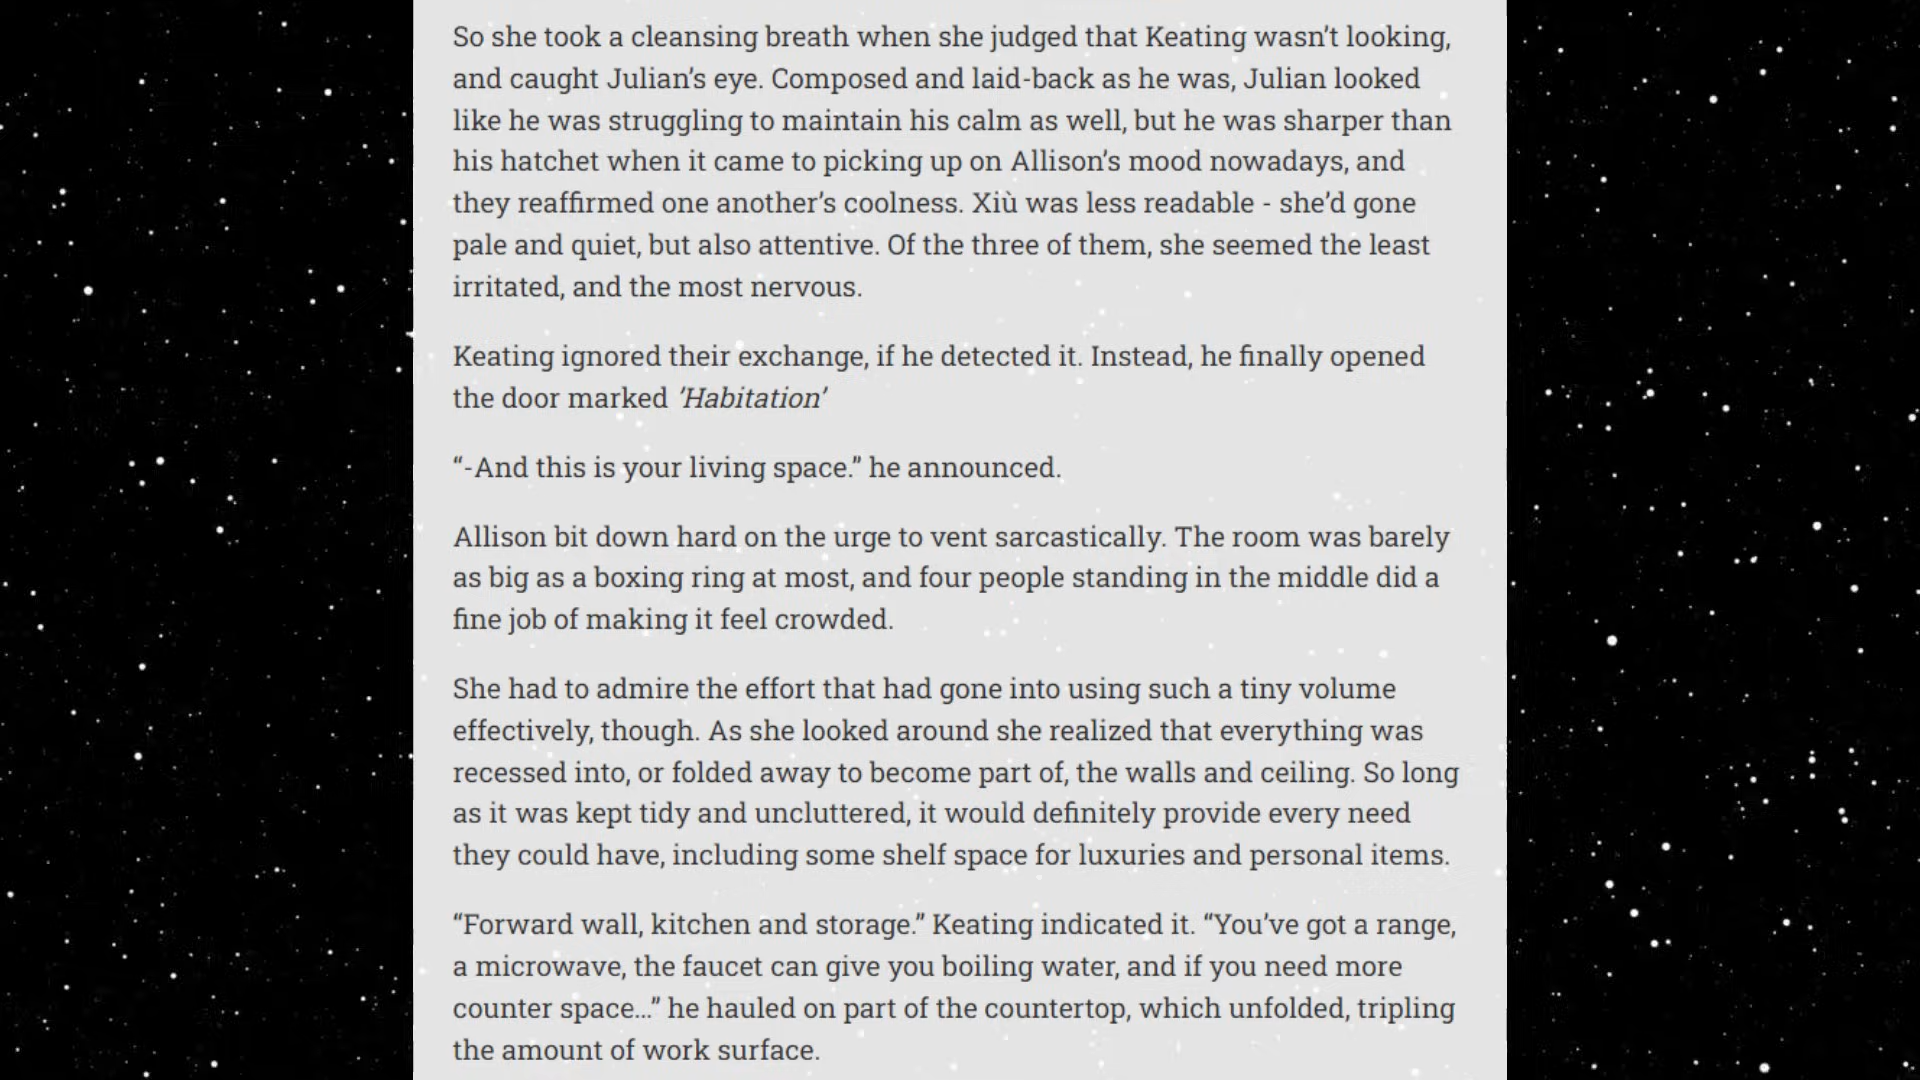 So she took a cleansing breath when she judged that Keating wasn’t looking,
and caught Julian’s eye. Composed and laid-back as he was, Julian looked
like he was struggling to maintain his calm as well, but he was sharper than
his hatchet when it came to picking up on Allison’s mood nowadays, and
they reaffirmed one another’s coolness. Xiù was less readable - she’d gone
pale and quiet, but also attentive. Of the three of them, she seemed the least
irritated, and the most nervous.
Keating ignored their exchange, if he detected it. Instead, he finally opened
the door marked ’Habitation’
“-And this is your living space.” he announced.
Allison bit down hard on the urge to vent sarcastically. The room was barely
as big as a boxing ring at most, and four people standing in the middle did a
fine job of making it feel crowded.
She had to admire the effort that had gone into using such a tiny volume
effectively, though. As she looked around she realized that everything was
recessed into, or folded away to become part of, the walls and ceiling. So long
as it was kept tidy and uncluttered, it would definitely provide every need
they could have, including some shelf space for luxuries and personal items.
“Forward wall, kitchen and storage.” Keating indicated it. “You’ve got a range,
a microwave, the faucet can give you boiling water, and if you need more
counter space…” he hauled on part of the countertop, which unfolded, tripling
the amount of work surface.